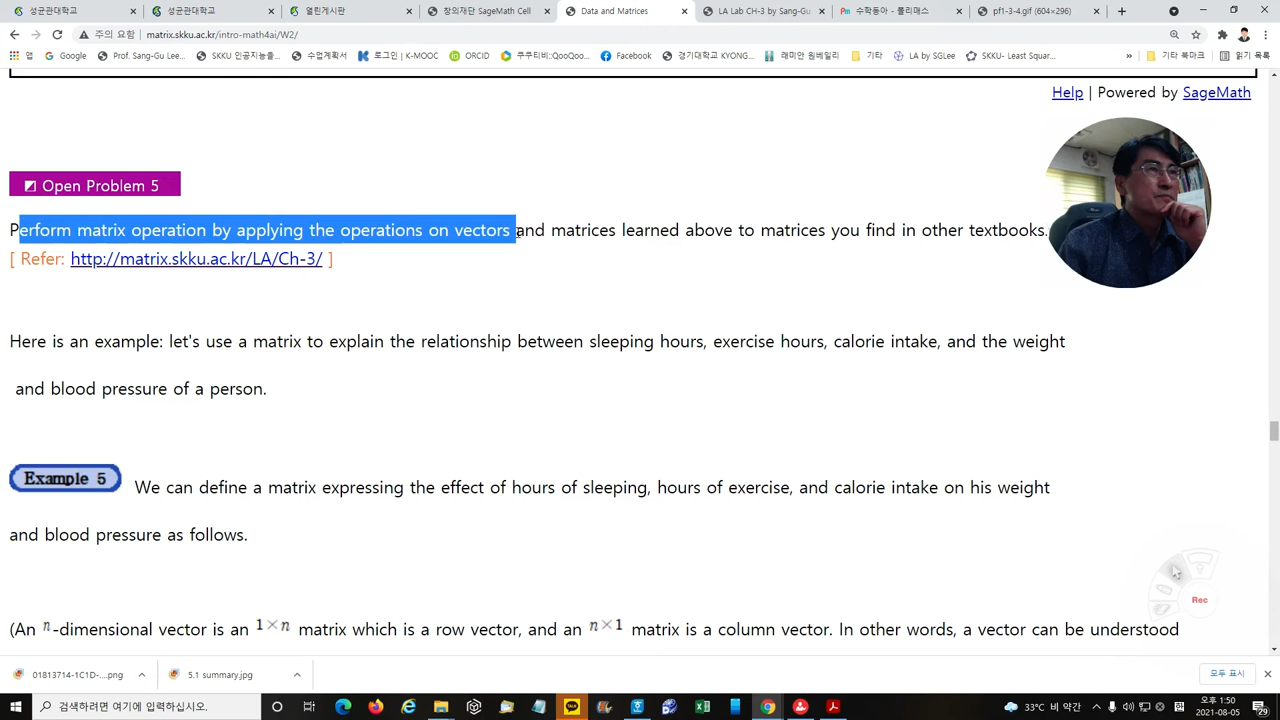 성균관대학교
성균관대학교
열린게시판
창의재단 SageMath Cell
Data and Matrices
LA Lab CH-3 by Sang-Gu
수학동아 - 폴리매스
pf1-3-4.gif (604×296)
주의 요함 | matrix.skku.ac.kr/intro-math4ai/W2/
앱 Google Prof. Sang-Gu Lee... SKKU 인공지능을... 수업계획서 로그인 | K-MOOC ORCID 쿠쿠티비::QooQoo... Facebook 경기대학교 KYONG... 래미안 원베일리 기타 LA by SGLee SKKU- Least Squar... » 기타 북마크 읽기 목록
Help | Powered by SageMath
Open Problem 5
Perform matrix operation by applying the operations on vectors and matrices learned above to matrices you find in other textbooks.
[ Refer: http://matrix.skku.ac.kr/LA/Ch-3/ ]
Here is an example: let's use a matrix to explain the relationship between sleeping hours, exercise hours, calorie intake, and the weight
and blood pressure of a person.
Example 5 We can define a matrix expressing the effect of hours of sleeping, hours of exercise, and calorie intake on his weight
and blood pressure as follows.
Rec
(An n-dimensional vector is an 1×n matrix which is a row vector, and an n×1 matrix is a column vector. In other words, a vector can be understood
01813714-1C1D-....png
5.1 summary.jpg
모두 표시
검색하려면 여기에 입력하십시오.
TALK
33°C 비 약간
오후 1:50
2021-08-05
29